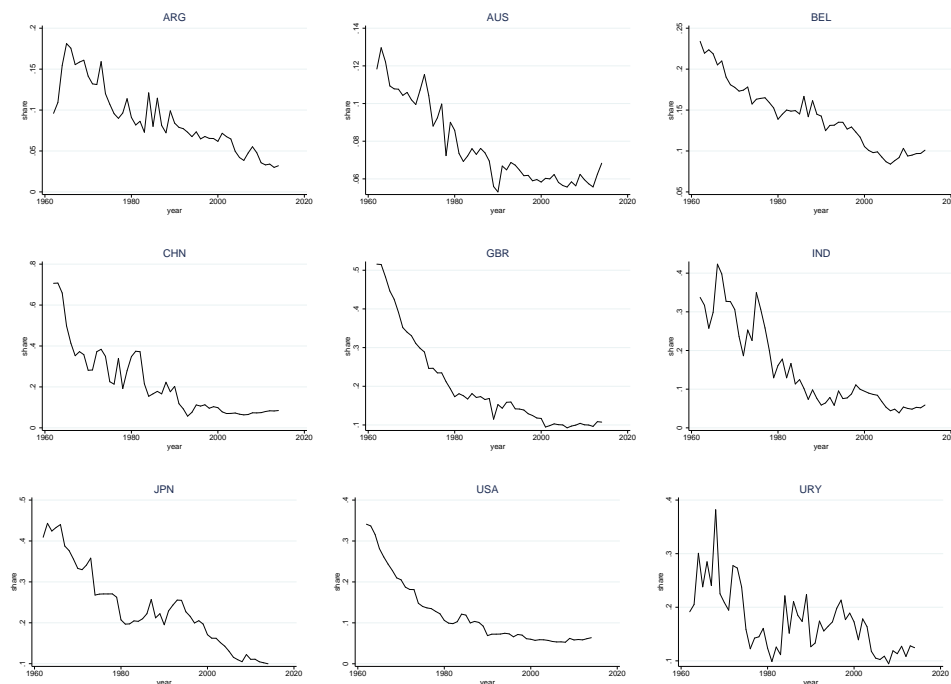 ARG
share
.2
.15
.1
.05
0
1960 1980 2000 2020
year
AUS
share
.14
.12
.1
.08
.06
1960 1980 2000 2020
year
BEL
share
.25
.2
.15
.1
.05
1960 1980 2000 20
year
CHN
share
.8
.6
.4
.2
0
1960 1980 2000 2020
year
GBR
share
.5
.4
.3
.2
.1
1960 1980 2000 2020
year
IND
share
.4
.3
.2
.1
0
1960 1980 2000 20
year
JPN
share
.5
.4
.3
.2
.1
1960 1980 2000 2020
year
USA
share
.4
.3
.2
.1
0
1960 1980 2000 2020
year
URY
share
.4
.3
.2
.1
1960 1980 2000 2020
year